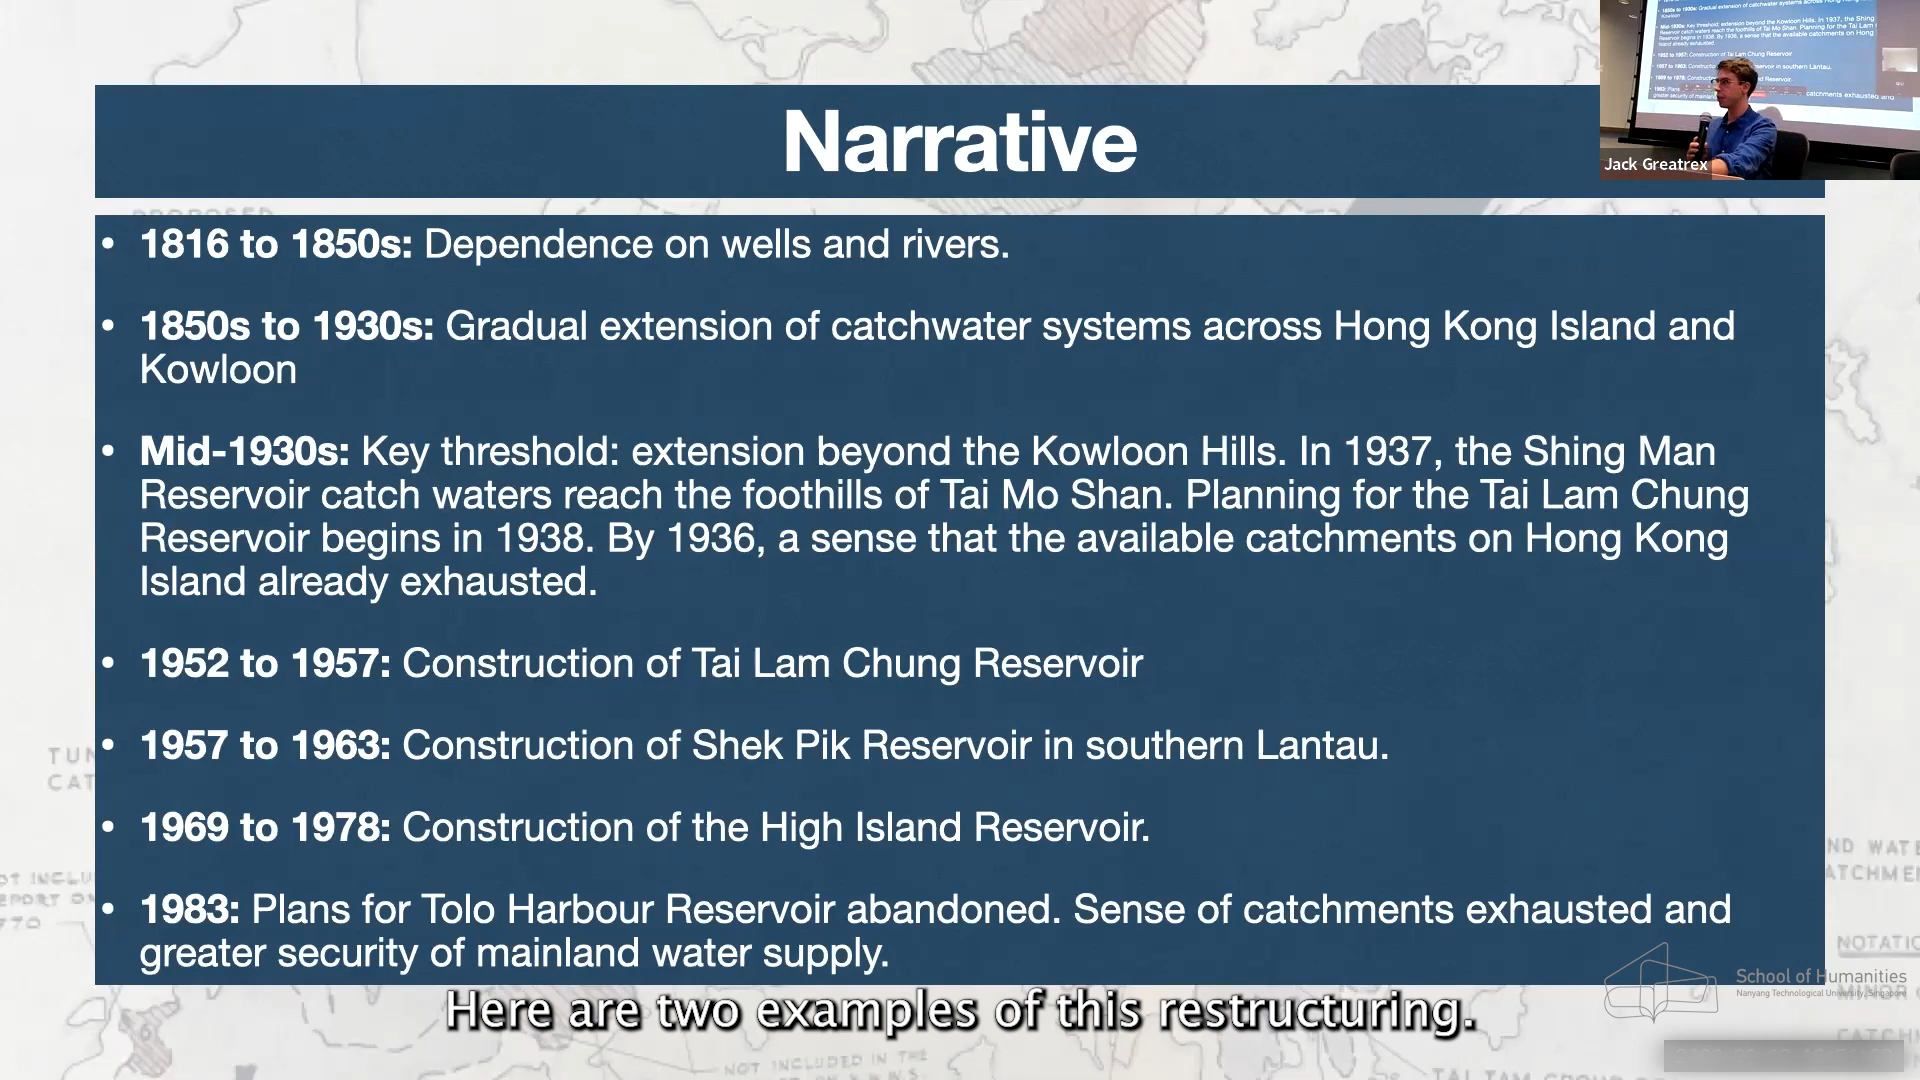 Narrative
Jack Greatrex
PROPOSED
• 1816 to 1850s: Dependence on wells and rivers.
• 1850s to 1930s: Gradual extension of catchwater systems across Hong Kong Island and
Kowloon
• Mid-1930s: Key threshold: extension beyond the Kowloon Hills. In 1937, the Shing Man
Reservoir catch waters reach the foothills of Tai Mo Shan. Planning for the Tai Lam Chung
Reservoir begins in 1938. By 1936, a sense that the available catchments on Hong Kong
Island already exhausted.
• 1952 to 1957: Construction of Tai Lam Chung Reservoir
• 1957 to 1963: Construction of Shek Pik Reservoir in southern Lantau.
• 1969 to 1978: Construction of the High Island Reservoir.
• 1983: Plans for Tolo Harbour Reservoir abandoned. Sense of catchments exhausted and
greater security of mainland water supply.
School of Humanities
Nanyang Technological University, Singapore
Here are two examples of this restructuring.
NOT INCLUDED IN THE